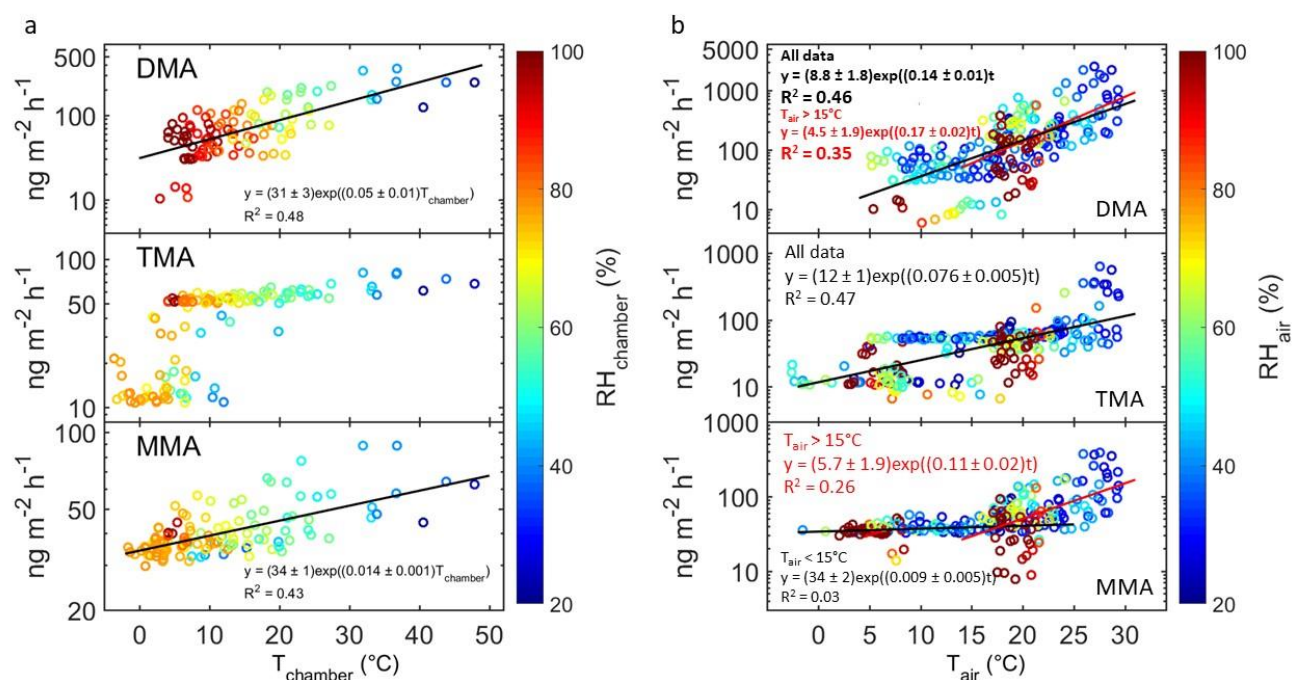 a
500
100
10
ng m⁻² h⁻¹
DMA
y = (31 ± 3)exp((0.05 ± 0.01)T_chamber)
R² = 0.48
100
50
10
ng m⁻² h⁻¹
TMA
100
50
20
ng m⁻² h⁻¹
MMA
y = (34 ± 1)exp((0.014 ± 0.001)T_chamber)
R² = 0.43
0 10 20 30 40 50
T_chamber (°C)
100
80
60
40
20
RH_chamber (%)
b
5000
1000
100
10
ng m⁻² h⁻¹
All data
y = (8.8 ± 1.8)exp((0.14 ± 0.01)t
R² = 0.46
T_air > 15°C
y = (4.5 ± 1.9)exp((0.17 ± 0.02)t)
R² = 0.35
DMA
1000
100
10
ng m⁻² h⁻¹
All data
y = (12 ± 1)exp((0.076 ± 0.005)t)
R² = 0.47
TMA
1000
100
10
ng m⁻² h⁻¹
T_air > 15°C
y = (5.7 ± 1.9)exp((0.11 ± 0.02)t)
R² = 0.26
T_air < 15°C
y = (34 ± 2)exp((0.009 ± 0.005)t)
R² = 0.03
MMA
0 5 10 15 20 25 30
T_air (°C)
100
80
60
40
20
RH_air (%)